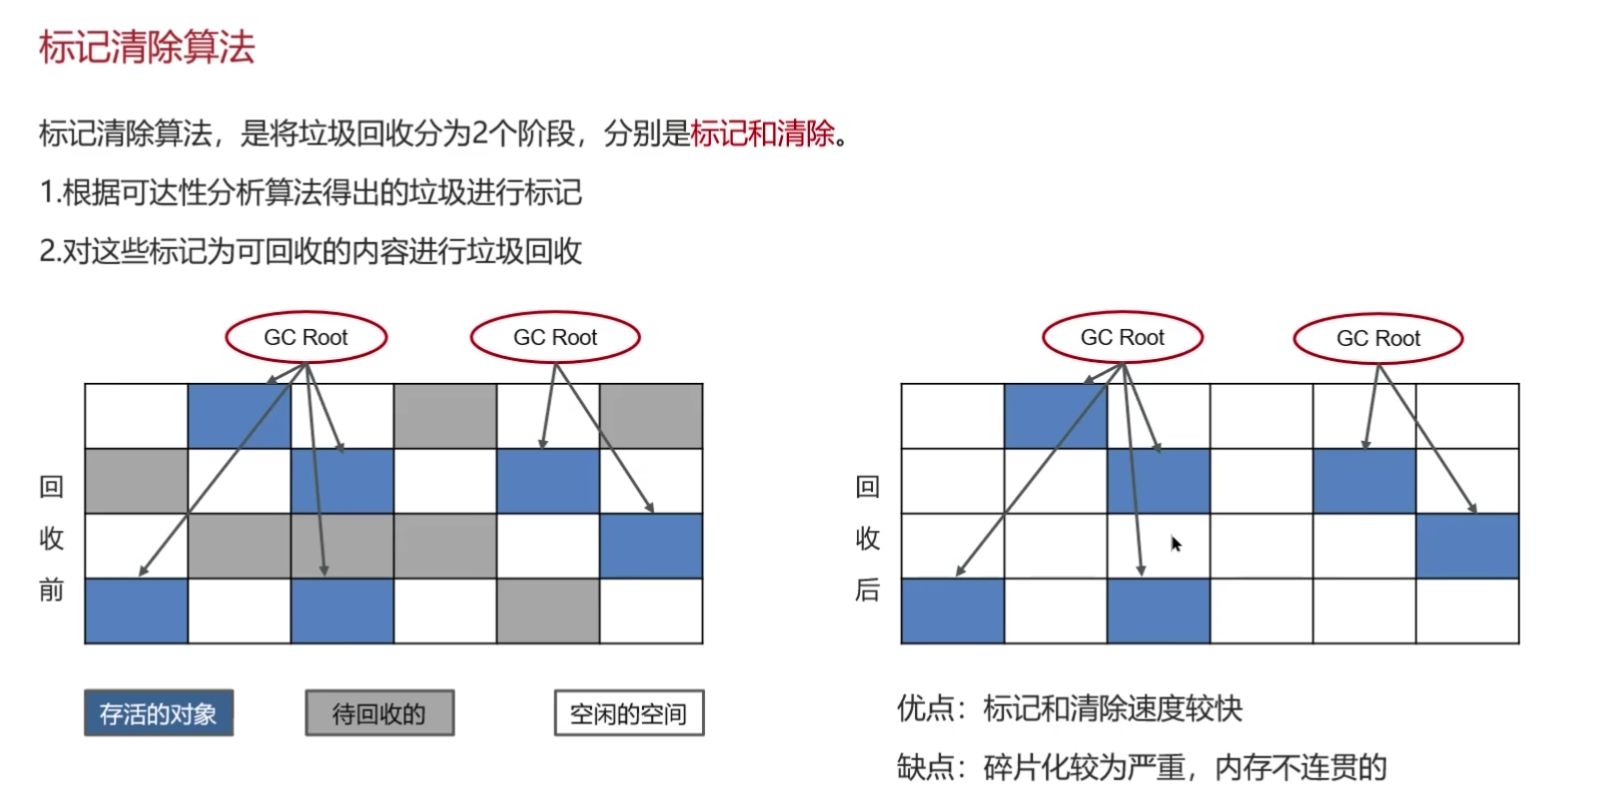 标记清除算法
标记清除算法，是将垃圾回收分为2个阶段，分别是标记和清除。
1.根据可达性分析算法得出的垃圾进行标记
2.对这些标记为可回收的内容进行垃圾回收
GC Root
GC Root
回收前
存活的对象
待回收的
空闲的空间
GC Root
GC Root
回收后
优点：标记和清除速度较快
缺点：碎片化较为严重，内存不连贯的